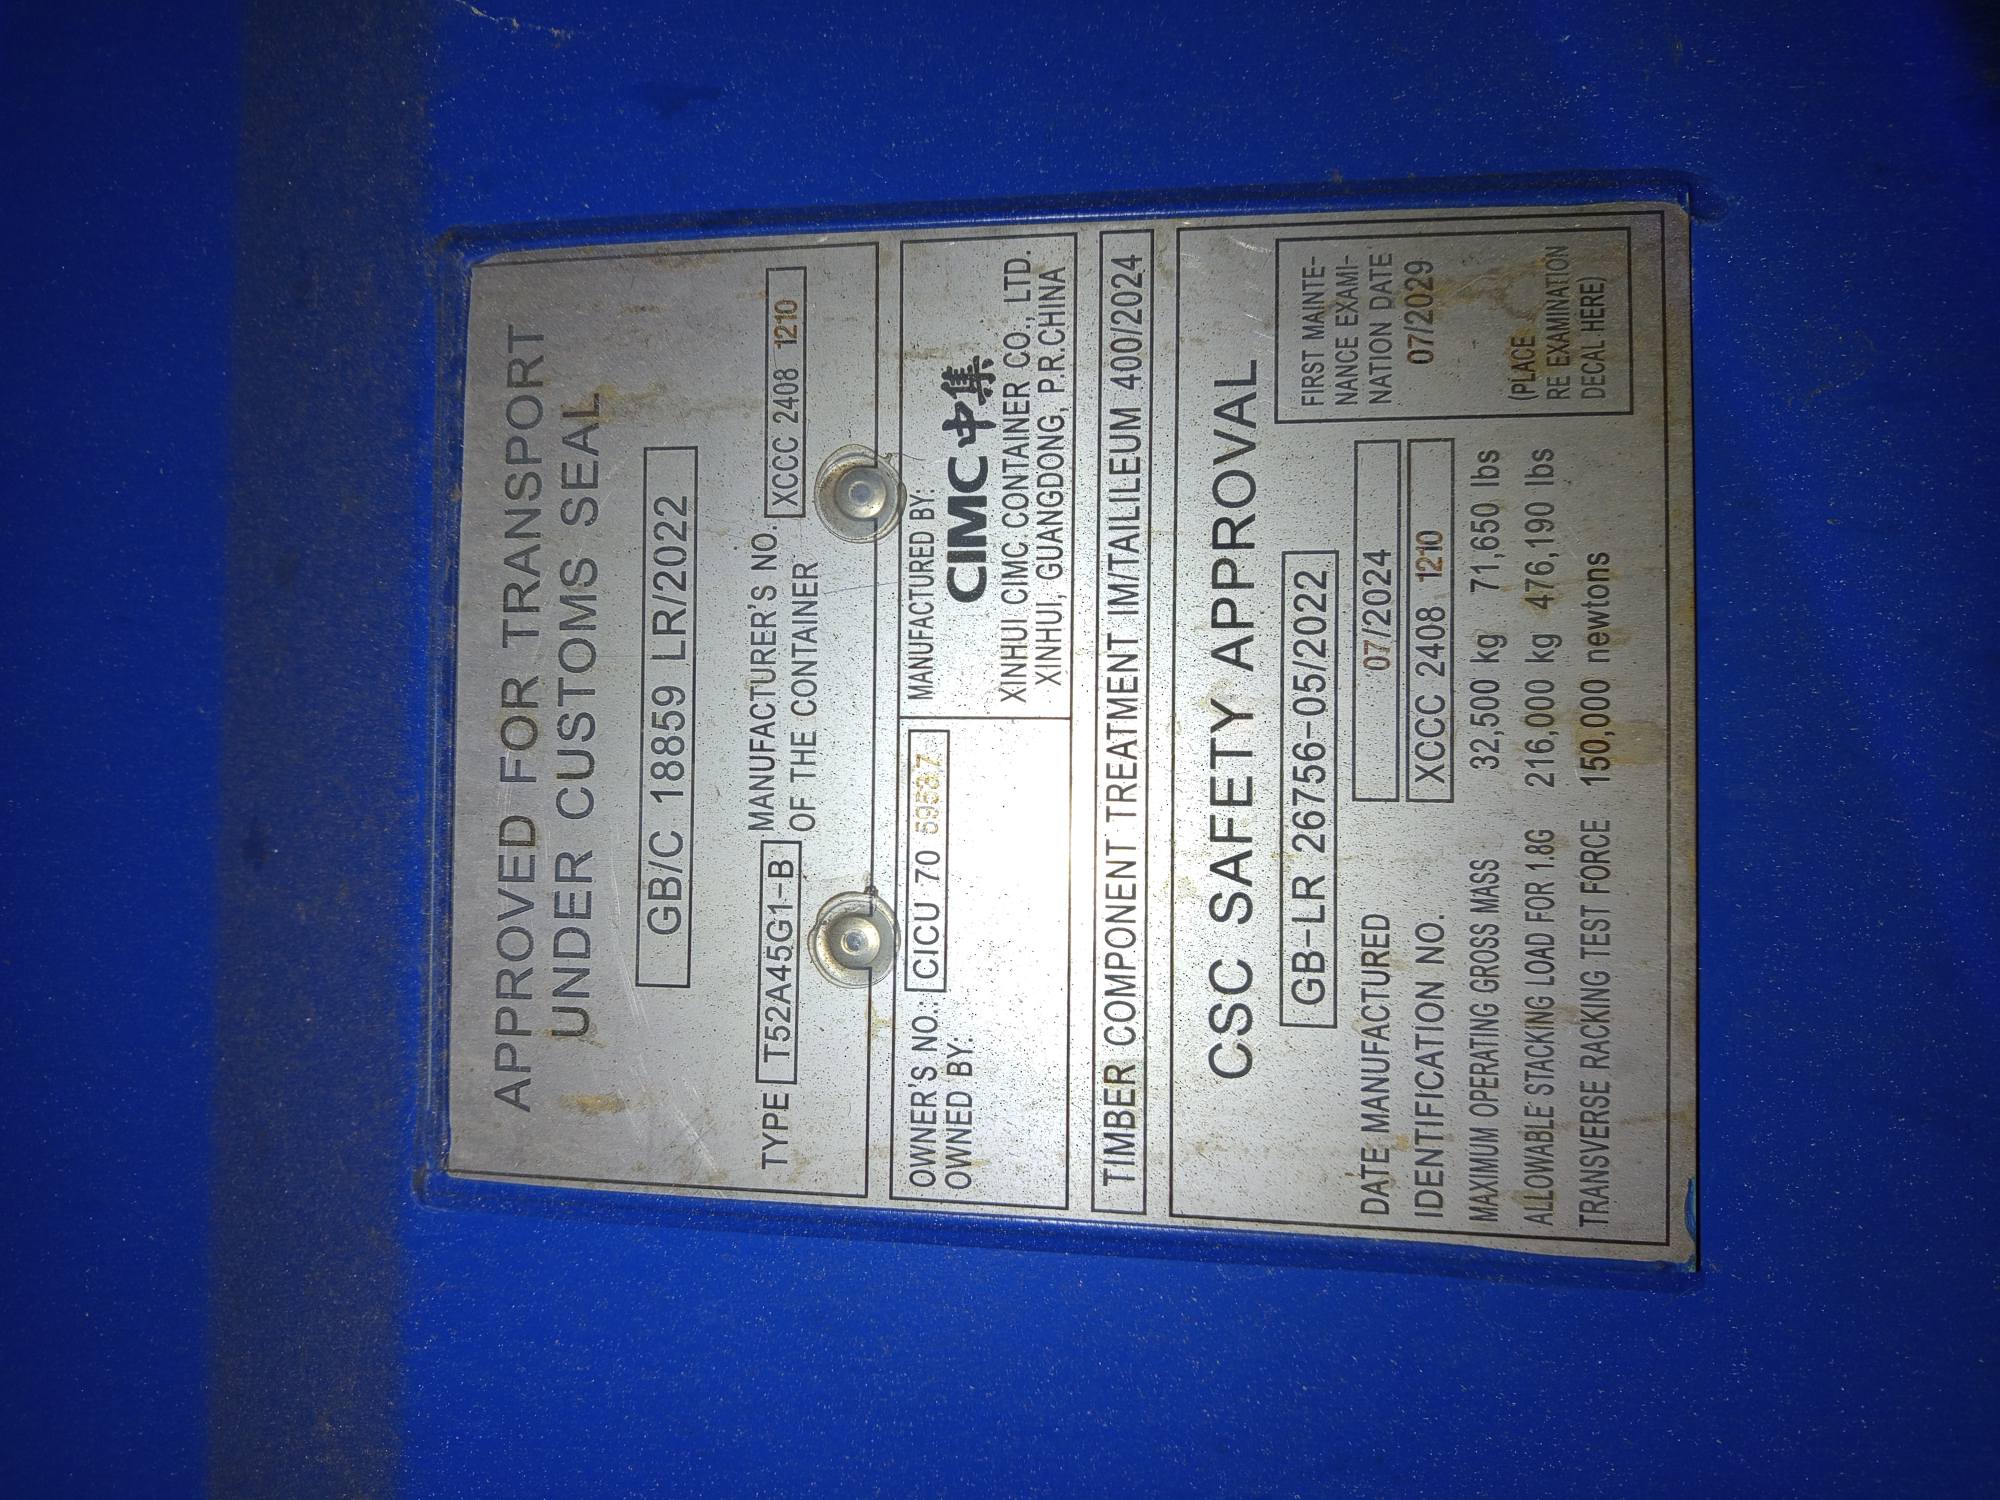 APPROVED FOR TRANSPORT
UNDER CUSTOMS SEAL
GB/C 18859 LR/2022
TYPE T52A45G1-B MANUFACTURER'S NO. XCCC 2408 1210
OF THE CONTAINER
OWNER'S NO.: CICU 70 59537
OWNED BY:
MANUFACTURED BY:
CIMC 中集
XINHUI CIMC CONTAINER CO., LTD.
XINHUI, GUANGDONG, P.R.CHINA
TIMBER COMPONENT TREATMENT IM/TAILILEUM 400/2024
CSC SAFETY APPROVAL
GB-LR 26756-05/2022
DATE MANUFACTURED 07/2024
IDENTIFICATION NO. XCCC 2408 1210
MAXIMUM OPERATING GROSS MASS 32,500 kg 71,650 lbs
ALLOWABLE STACKING LOAD FOR 1.8G 216,000 kg 476,190 lbs
TRANSVERSE RACKING TEST FORCE 150,000 newtons
FIRST MAINTE-
NANCE EXAMI-
NATION DATE
07/2029
(PLACE
RE EXAMINATION
DECAL HERE)